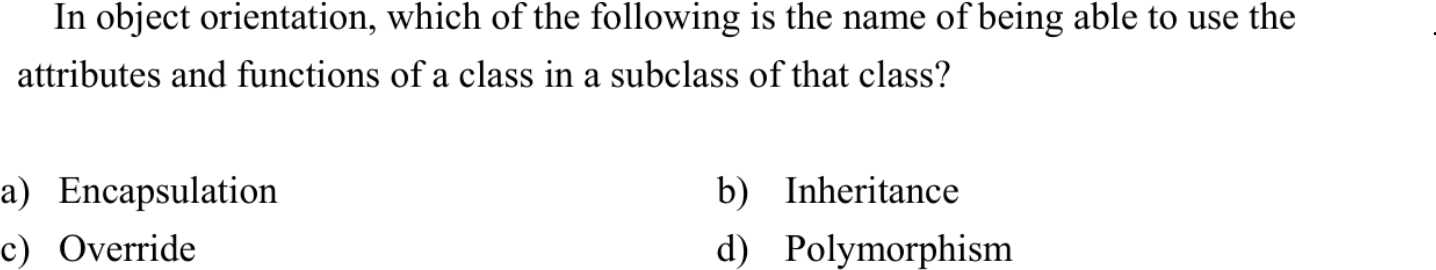 In object orientation, which of the following is the name of being able to use the
attributes and functions of a class in a subclass of that class?
a) Encapsulation b) Inheritance
c) Override d) Polymorphism